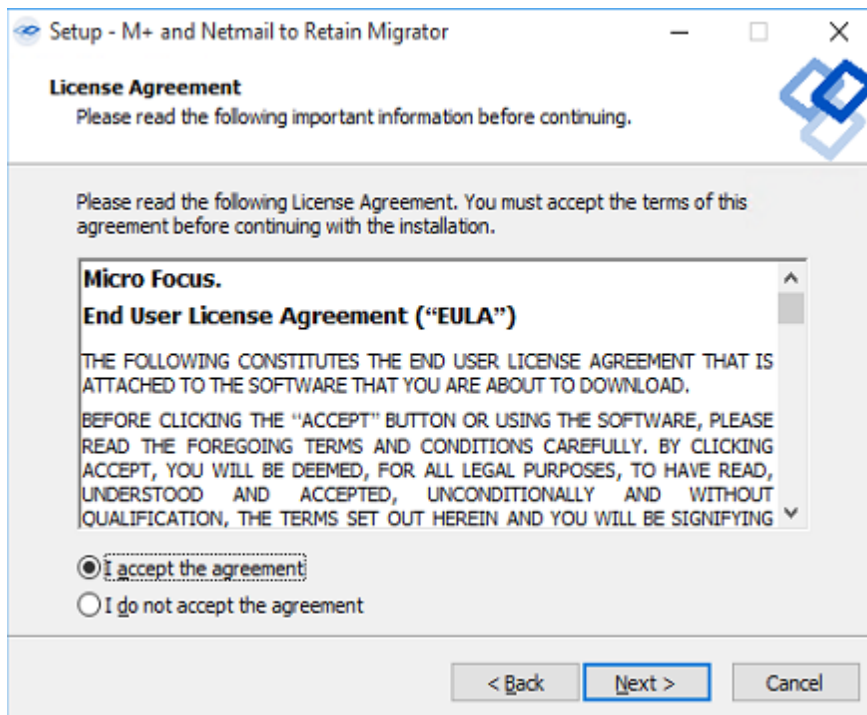 Setup - M+ and Netmail to Retain Migrator
License Agreement
Please read the following important information before continuing.
Please read the following License Agreement. You must accept the terms of this
agreement before continuing with the installation.
Micro Focus.
End User License Agreement (“EULA”)
THE FOLLOWING CONSTITUTES THE END USER LICENSE AGREEMENT THAT IS
ATTACHED TO THE SOFTWARE THAT YOU ARE ABOUT TO DOWNLOAD.
BEFORE CLICKING THE “ACCEPT” BUTTON OR USING THE SOFTWARE, PLEASE
READ THE FOREGOING TERMS AND CONDITIONS CAREFULLY. BY CLICKING
ACCEPT, YOU WILL BE DEEMED, FOR ALL LEGAL PURPOSES, TO HAVE READ,
UNDERSTOOD AND ACCEPTED, UNCONDITIONALLY AND WITHOUT
QUALIFICATION, THE TERMS SET OUT HEREIN AND YOU WILL BE SIGNIFYING
I accept the agreement
I do not accept the agreement
< Back Next > Cancel